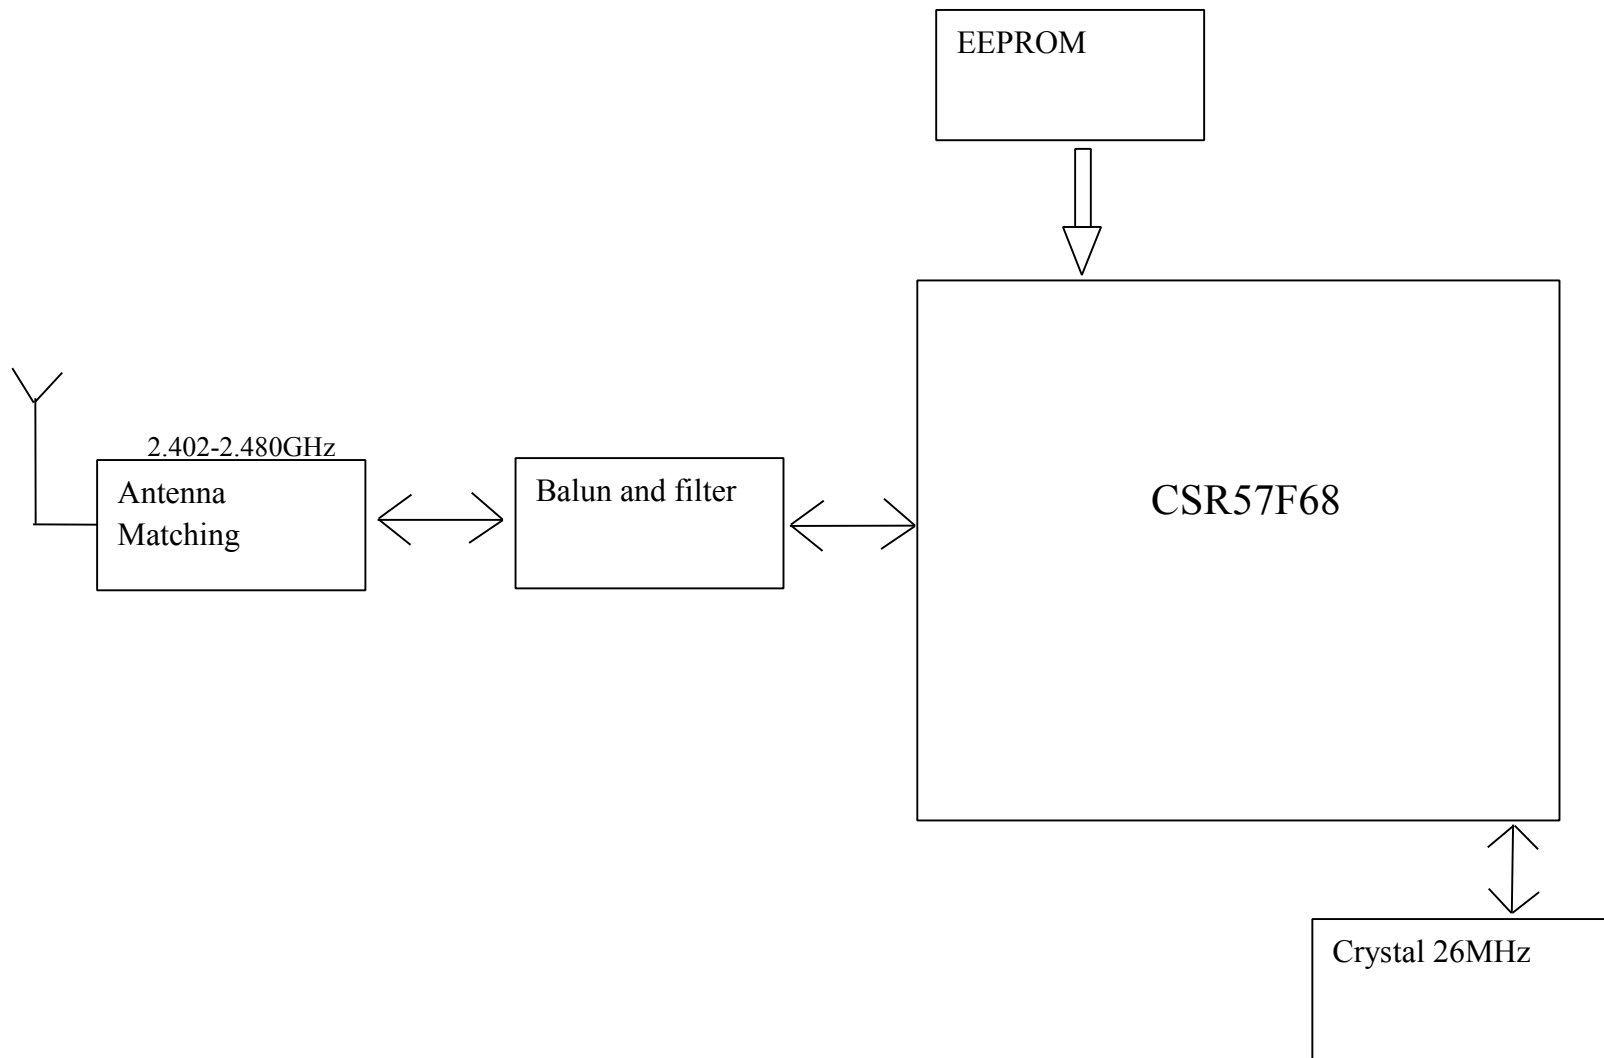 EEPROM
2.402-2.480GHz
Antenna
Matching
Balun and filter
CSR57F68
Crystal 26MHz